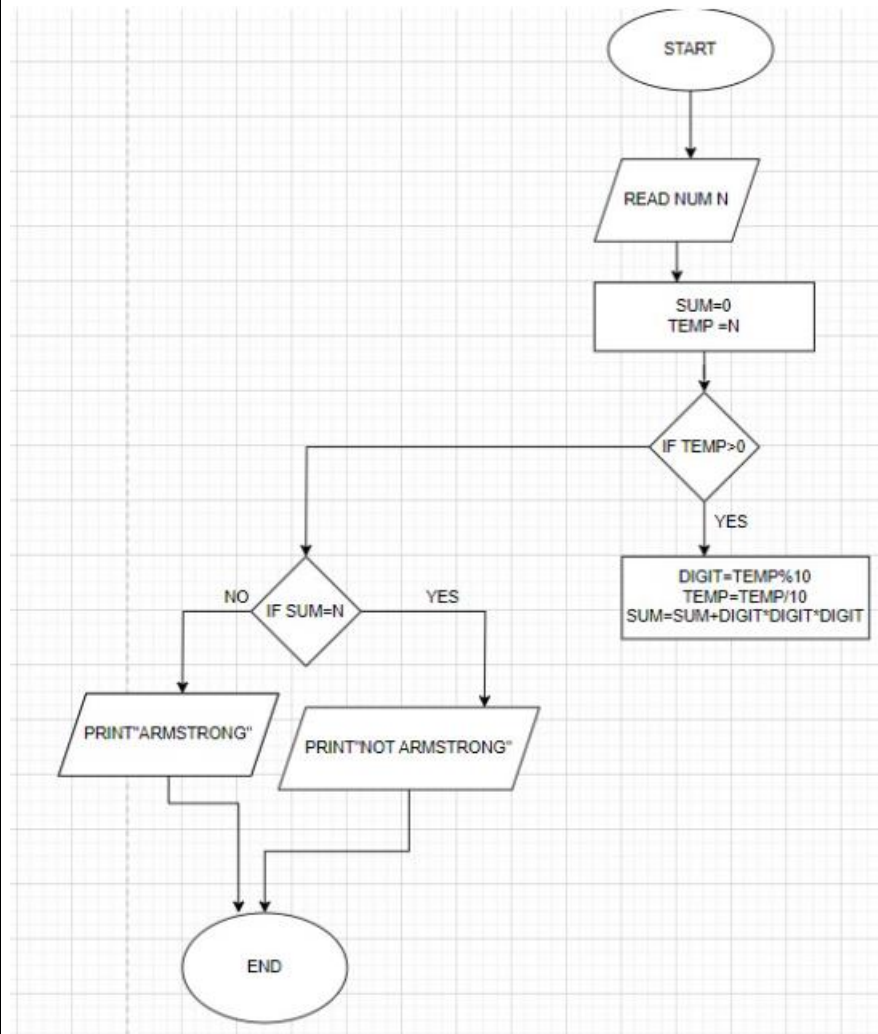 START
READ NUM N
SUM=0
TEMP =N
IF TEMP>0
YES
DIGIT=TEMP%10
TEMP=TEMP/10
SUM=SUM+DIGIT*DIGIT*DIGIT
NO
IF SUM=N
YES
PRINT"ARMSTRONG"
PRINT"NOT ARMSTRONG"
END